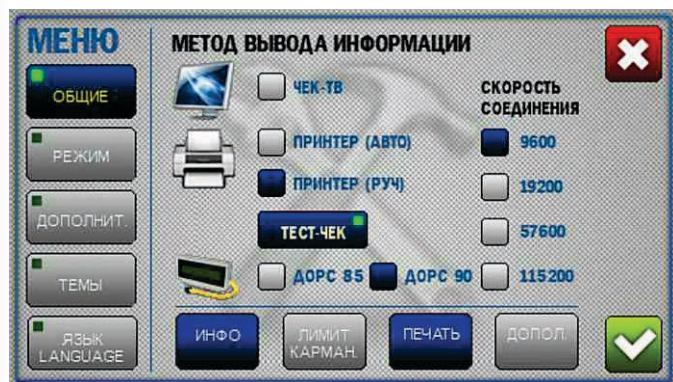 МЕНЮ
МЕТОД ВЫВОДА ИНФОРМАЦИИ
ОБЩИЕ
РЕЖИМ
ДОПОЛНИТ.
ТЕМЫ
ЯЗЫК
LANGUAGE
ЧЕК-ТВ
ПРИНТЕР (АВТО)
ПРИНТЕР (РУЧ)
ТЕСТ-ЧЕК
ДОРС 85
ДОРС 90
СКОРОСТЬ
СОЕДИНЕНИЯ
9600
19200
57600
115200
ИНФО
ЛИМИТ
КАРМАН.
ПЕЧАТЬ
ДОПОЛ.